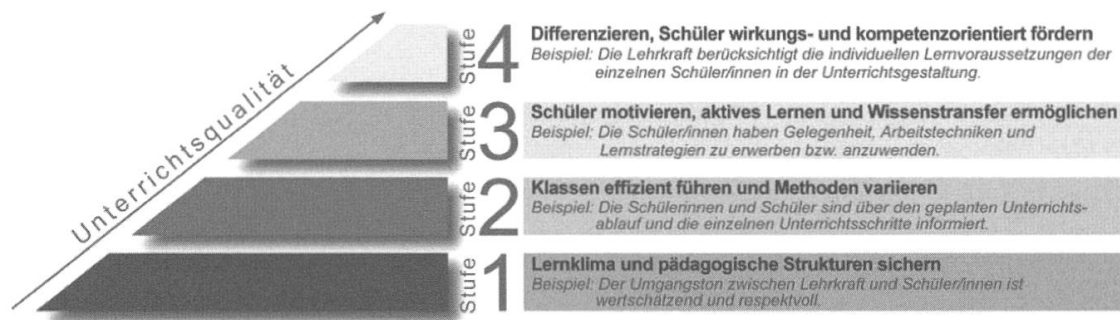 Unterrichtsqualität
Stufe 4
Differenzieren, Schüler wirkungs- und kompetenzorientiert fördern
Beispiel: Die Lehrkraft berücksichtigt die individuellen Lernvoraussetzungen der
einzelnen Schüler/innen in der Unterrichtsgestaltung.
Stufe 3
Schüler motivieren, aktives Lernen und Wissenstransfer ermöglichen
Beispiel: Die Schüler/innen haben Gelegenheit, Arbeitstechniken und
Lernstrategien zu erwerben bzw. anzuwenden.
Stufe 2
Klassen effizient führen und Methoden variieren
Beispiel: Die Schülerinnen und Schüler sind über den geplanten Unterrichts-
ablauf und die einzelnen Unterrichtsschritte informiert.
Stufe 1
Lernklima und pädagogische Strukturen sichern
Beispiel: Der Umgangston zwischen Lehrkraft und Schüler/innen ist
wertschätzend und respektvoll.